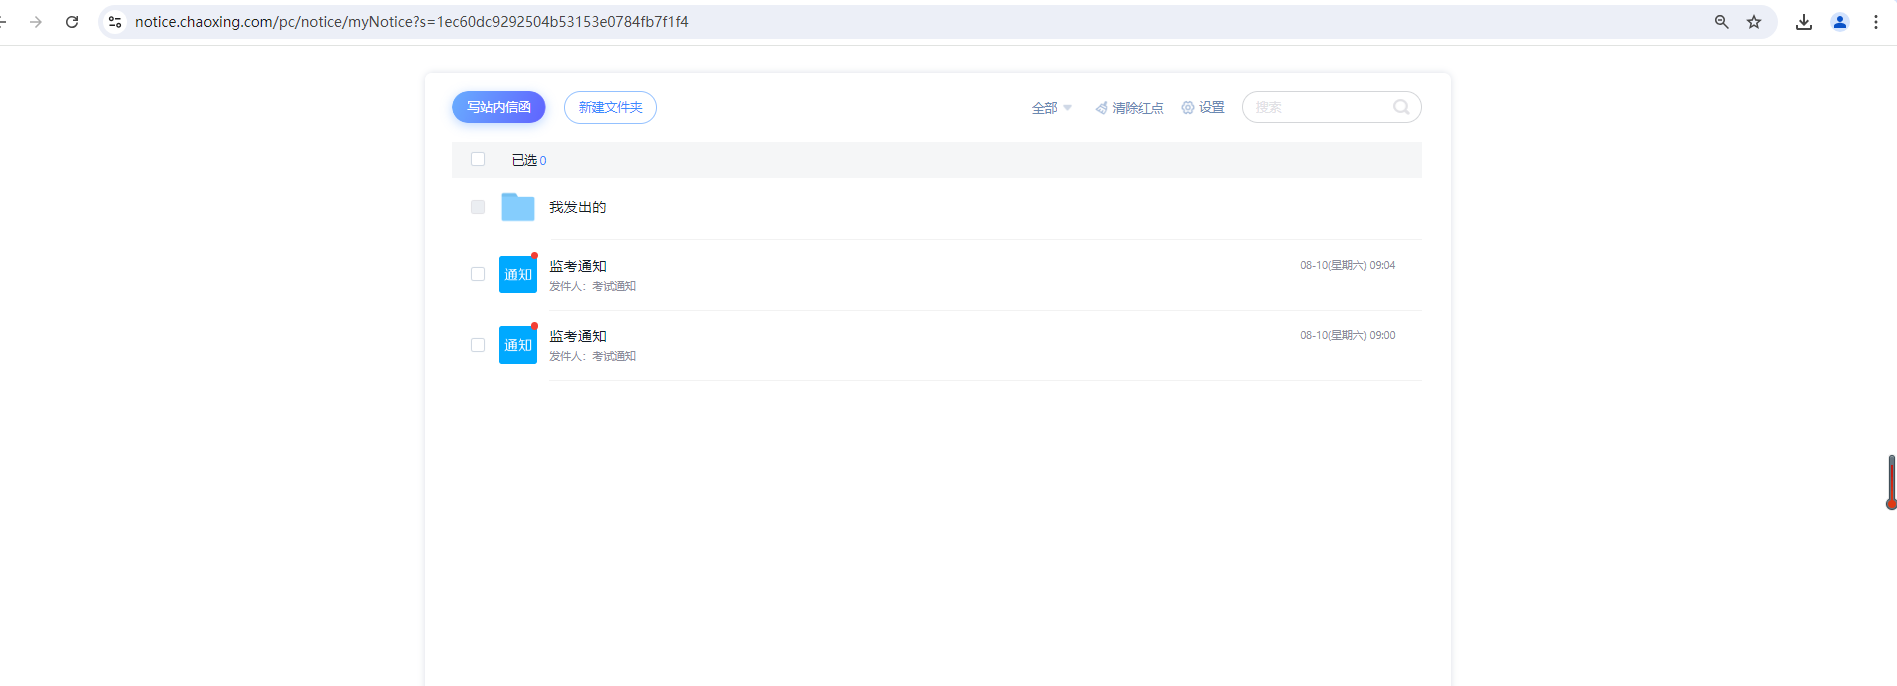 notice.chaoxing.com/pc/notice/myNotice?s=1ec60dc9292504b53153e0784fb7f1f4
写站内信函 新建文件夹 全部 清除红点 设置 搜索
已选 0
我发出的
通知 监考通知 08-10(星期六) 09:04
发件人：考试通知
通知 监考通知 08-10(星期六) 09:00
发件人：考试通知